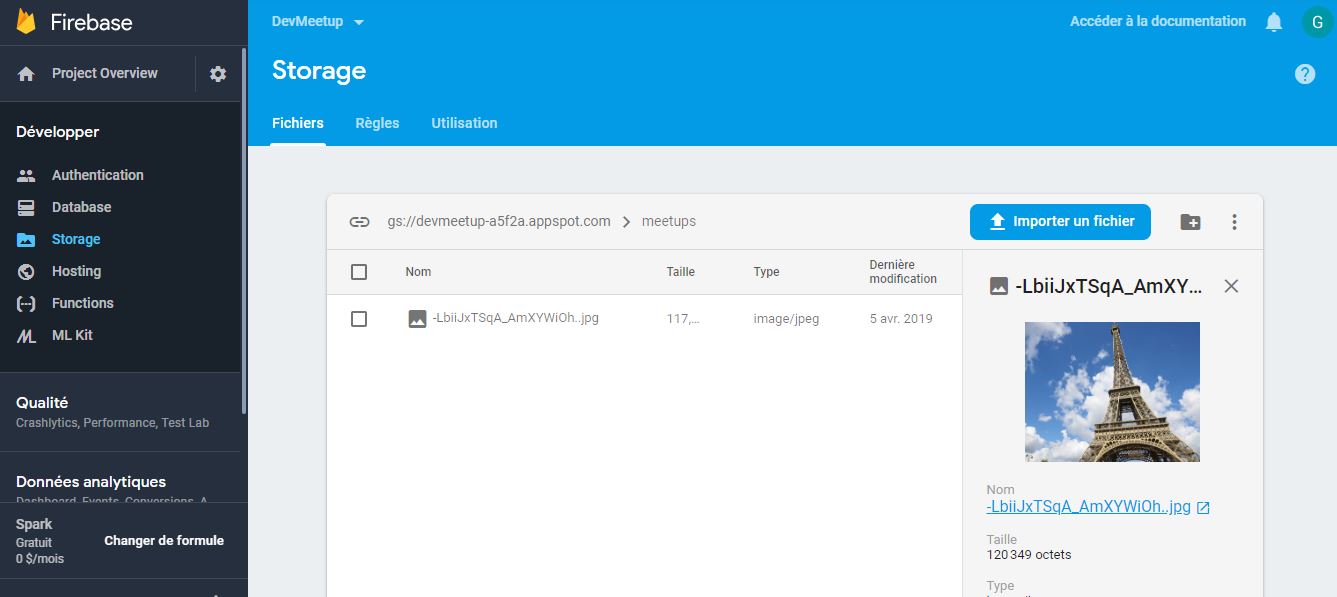 Firebase
Project Overview
Développer
Authentication
Database
Storage
Hosting
Functions
ML Kit
Qualité
Crashlytics, Performance, Test Lab
Données analytiques
Dashboard, Events, Conversions, A
Spark
Gratuit
0 $/mois
Changer de formule
DevMeetup
Accéder à la documentation
G
Storage
?
Fichiers Règles Utilisation
gs://devmeetup-a5f2a.appspot.com > meetups
Importer un fichier
Nom Taille Type Dernière
modification
-LbiiJxTSqA_AmXYWiOh..jpg 117,... image/jpeg 5 avr. 2019
-LbiiJxTSqA_AmXY...
Nom
-LbiiJxTSqA_AmXYWiOh..jpg
Taille
120 349 octets
Type